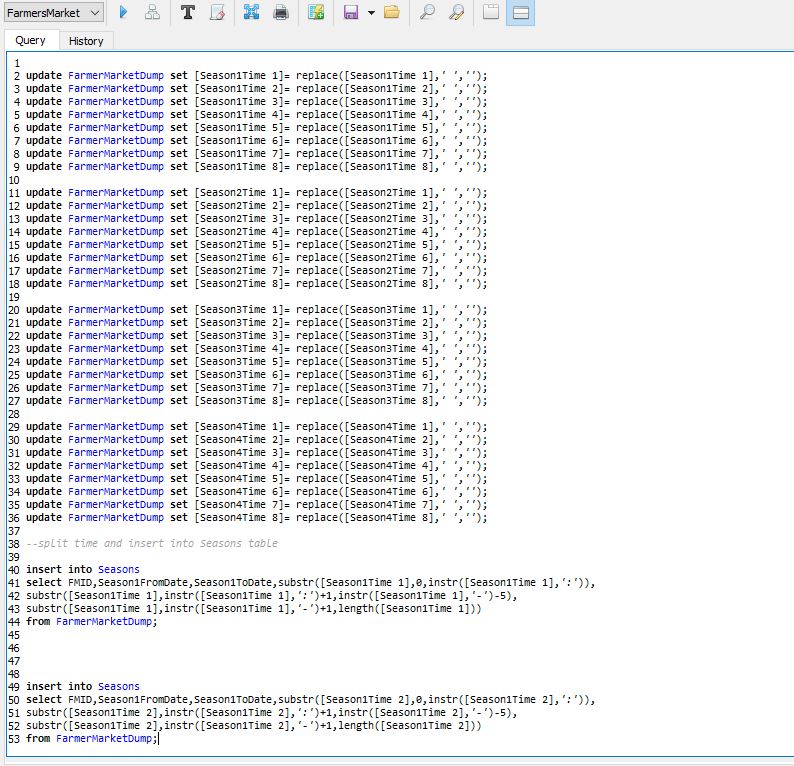 FarmersMarket
Query History
1
2 update FarmerMarketDump set [Season1Time 1]= replace([Season1Time 1],' ','');
3 update FarmerMarketDump set [Season1Time 2]= replace([Season1Time 2],' ','');
4 update FarmerMarketDump set [Season1Time 3]= replace([Season1Time 3],' ','');
5 update FarmerMarketDump set [Season1Time 4]= replace([Season1Time 4],' ','');
6 update FarmerMarketDump set [Season1Time 5]= replace([Season1Time 5],' ','');
7 update FarmerMarketDump set [Season1Time 6]= replace([Season1Time 6],' ','');
8 update FarmerMarketDump set [Season1Time 7]= replace([Season1Time 7],' ','');
9 update FarmerMarketDump set [Season1Time 8]= replace([Season1Time 8],' ','');
10
11 update FarmerMarketDump set [Season2Time 1]= replace([Season2Time 1],' ','');
12 update FarmerMarketDump set [Season2Time 2]= replace([Season2Time 2],' ','');
13 update FarmerMarketDump set [Season2Time 3]= replace([Season2Time 3],' ','');
14 update FarmerMarketDump set [Season2Time 4]= replace([Season2Time 4],' ','');
15 update FarmerMarketDump set [Season2Time 5]= replace([Season2Time 5],' ','');
16 update FarmerMarketDump set [Season2Time 6]= replace([Season2Time 6],' ','');
17 update FarmerMarketDump set [Season2Time 7]= replace([Season2Time 7],' ','');
18 update FarmerMarketDump set [Season2Time 8]= replace([Season2Time 8],' ','');
19
20 update FarmerMarketDump set [Season3Time 1]= replace([Season3Time 1],' ','');
21 update FarmerMarketDump set [Season3Time 2]= replace([Season3Time 2],' ','');
22 update FarmerMarketDump set [Season3Time 3]= replace([Season3Time 3],' ','');
23 update FarmerMarketDump set [Season3Time 4]= replace([Season3Time 4],' ','');
24 update FarmerMarketDump set [Season3Time 5]= replace([Season3Time 5],' ','');
25 update FarmerMarketDump set [Season3Time 6]= replace([Season3Time 6],' ','');
26 update FarmerMarketDump set [Season3Time 7]= replace([Season3Time 7],' ','');
27 update FarmerMarketDump set [Season3Time 8]= replace([Season3Time 8],' ','');
28
29 update FarmerMarketDump set [Season4Time 1]= replace([Season4Time 1],' ','');
30 update FarmerMarketDump set [Season4Time 2]= replace([Season4Time 2],' ','');
31 update FarmerMarketDump set [Season4Time 3]= replace([Season4Time 3],' ','');
32 update FarmerMarketDump set [Season4Time 4]= replace([Season4Time 4],' ','');
33 update FarmerMarketDump set [Season4Time 5]= replace([Season4Time 5],' ','');
34 update FarmerMarketDump set [Season4Time 6]= replace([Season4Time 6],' ','');
35 update FarmerMarketDump set [Season4Time 7]= replace([Season4Time 7],' ','');
36 update FarmerMarketDump set [Season4Time 8]= replace([Season4Time 8],' ','');
37
38 --split time and insert into Seasons table
39
40 insert into Seasons
41 select FMID,Season1FromDate,Season1ToDate,substr([Season1Time 1],0,instr([Season1Time 1],':')),
42 substr([Season1Time 1],instr([Season1Time 1],':')+1,instr([Season1Time 1],'-')-5),
43 substr([Season1Time 1],instr([Season1Time 1],'-')+1,length([Season1Time 1]))
44 from FarmerMarketDump;
45
46
47
48
49 insert into Seasons
50 select FMID,Season1FromDate,Season1ToDate,substr([Season1Time 2],0,instr([Season1Time 2],':')),
51 substr([Season1Time 2],instr([Season1Time 2],':')+1,instr([Season1Time 2],'-')-5),
52 substr([Season1Time 2],instr([Season1Time 2],'-')+1,length([Season1Time 2]))
53 from FarmerMarketDump;